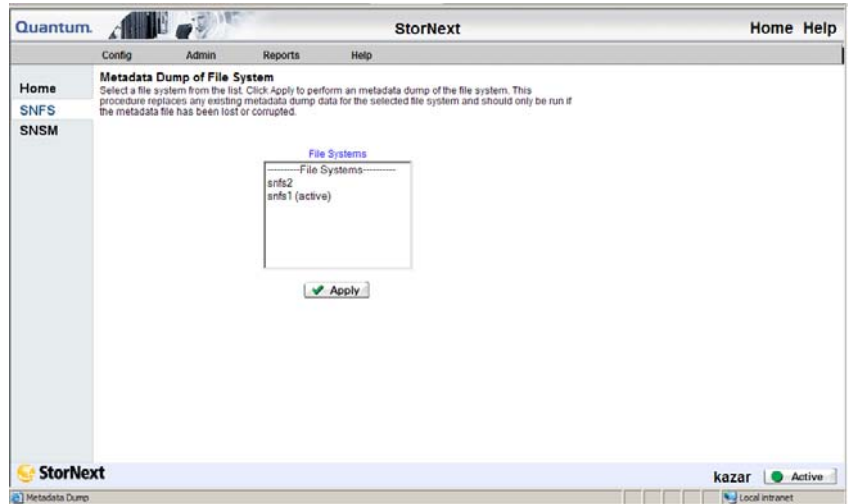 Quantum.
StorNext
Home Help
Config Admin Reports Help
Home
SNFS
SNSM
Metadata Dump of File System
Select a file system from the list. Click Apply to perform an metadata dump of the file system. This
procedure replaces any existing metadata dump data for the selected file system and should only be run if
the metadata file has been lost or corrupted.
File Systems
----------File Systems----------
snfs2
snfs1 (active)
Apply
StorNext
kazar
Active
Metadata Dump
Local intranet